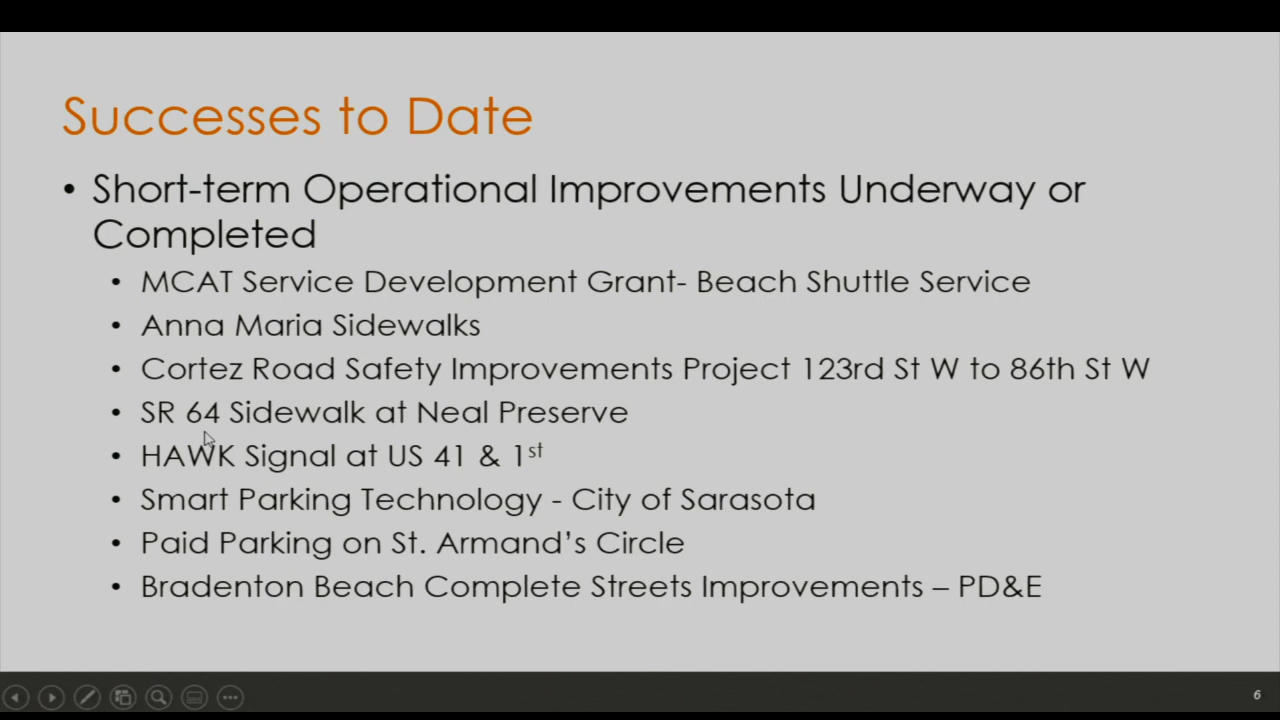 Successes to Date
• Short-term Operational Improvements Underway or
Completed
• MCAT Service Development Grant- Beach Shuttle Service
• Anna Maria Sidewalks
• Cortez Road Safety Improvements Project 123rd St W to 86th St W
• SR 64 Sidewalk at Neal Preserve
• HAWK Signal at US 41 & 1st
• Smart Parking Technology - City of Sarasota
• Paid Parking on St. Armand’s Circle
• Bradenton Beach Complete Streets Improvements – PD&E
6